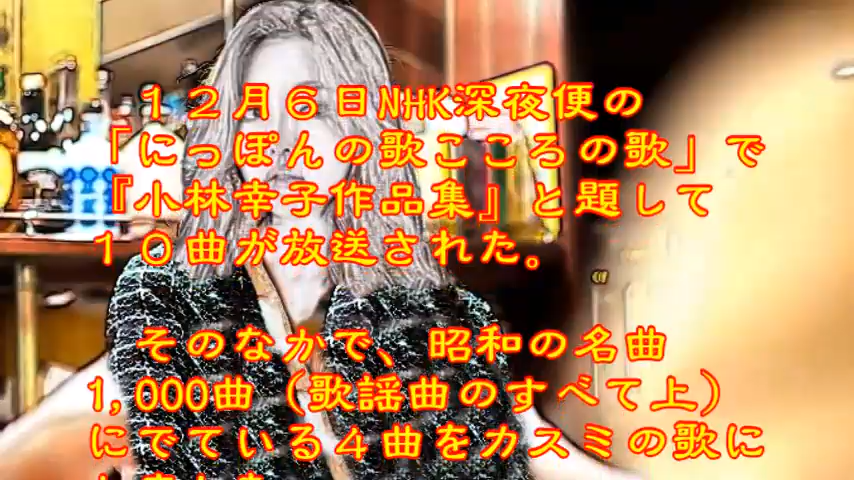 １２月６日NHK深夜便の
「にっぽんの歌こころの歌」で
『小林幸子作品集』と題して
１０曲が放送された。
そのなかで、昭和の名曲
1,000曲（歌謡曲のすべて上）
にでている４曲をカスミの歌に